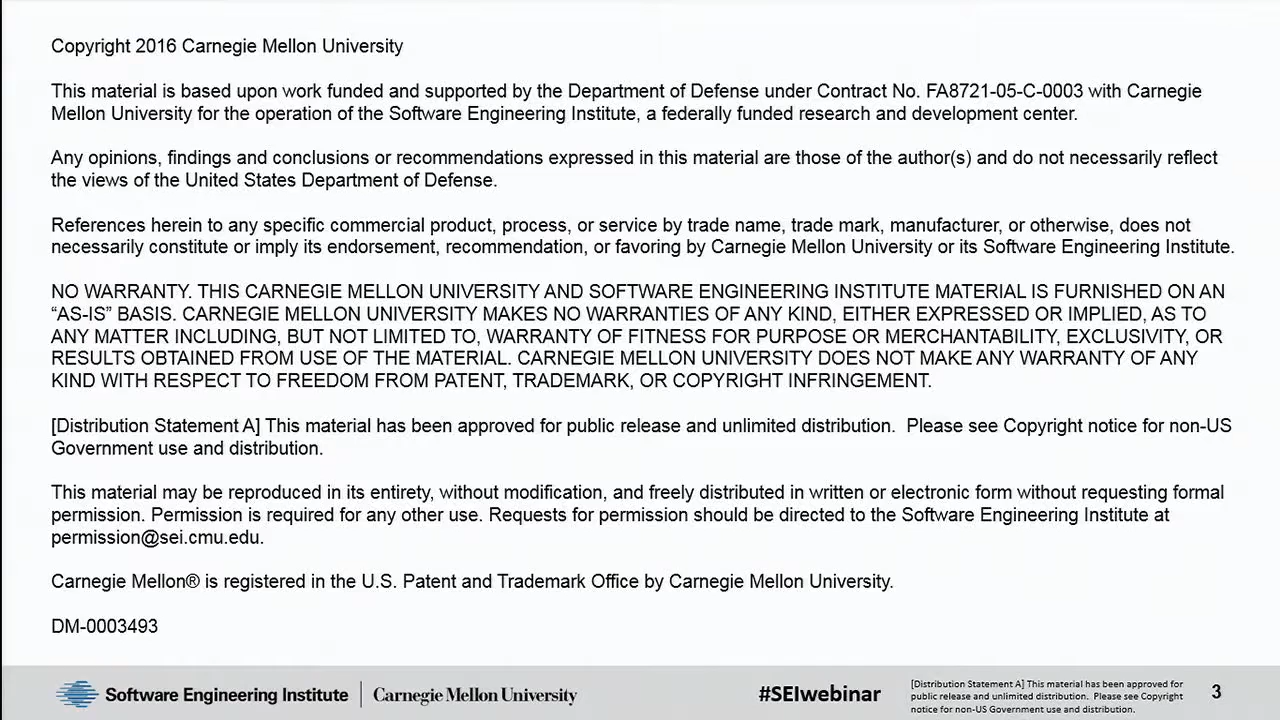 Copyright 2016 Carnegie Mellon University
This material is based upon work funded and supported by the Department of Defense under Contract No. FA8721-05-C-0003 with Carnegie
Mellon University for the operation of the Software Engineering Institute, a federally funded research and development center.
Any opinions, findings and conclusions or recommendations expressed in this material are those of the author(s) and do not necessarily reflect
the views of the United States Department of Defense.
References herein to any specific commercial product, process, or service by trade name, trade mark, manufacturer, or otherwise, does not
necessarily constitute or imply its endorsement, recommendation, or favoring by Carnegie Mellon University or its Software Engineering Institute.
NO WARRANTY. THIS CARNEGIE MELLON UNIVERSITY AND SOFTWARE ENGINEERING INSTITUTE MATERIAL IS FURNISHED ON AN
“AS-IS” BASIS. CARNEGIE MELLON UNIVERSITY MAKES NO WARRANTIES OF ANY KIND, EITHER EXPRESSED OR IMPLIED, AS TO
ANY MATTER INCLUDING, BUT NOT LIMITED TO, WARRANTY OF FITNESS FOR PURPOSE OR MERCHANTABILITY, EXCLUSIVITY, OR
RESULTS OBTAINED FROM USE OF THE MATERIAL. CARNEGIE MELLON UNIVERSITY DOES NOT MAKE ANY WARRANTY OF ANY
KIND WITH RESPECT TO FREEDOM FROM PATENT, TRADEMARK, OR COPYRIGHT INFRINGEMENT.
[Distribution Statement A] This material has been approved for public release and unlimited distribution.  Please see Copyright notice for non-US
Government use and distribution.
This material may be reproduced in its entirety, without modification, and freely distributed in written or electronic form without requesting formal
permission. Permission is required for any other use. Requests for permission should be directed to the Software Engineering Institute at
permission@sei.cmu.edu.
Carnegie Mellon® is registered in the U.S. Patent and Trademark Office by Carnegie Mellon University.
DM-0003493
Software Engineering Institute | Carnegie Mellon University
#SEIwebinar
[Distribution Statement A] This material has been approved for
public release and unlimited distribution.  Please see Copyright
notice for non-US Government use and distribution.
3